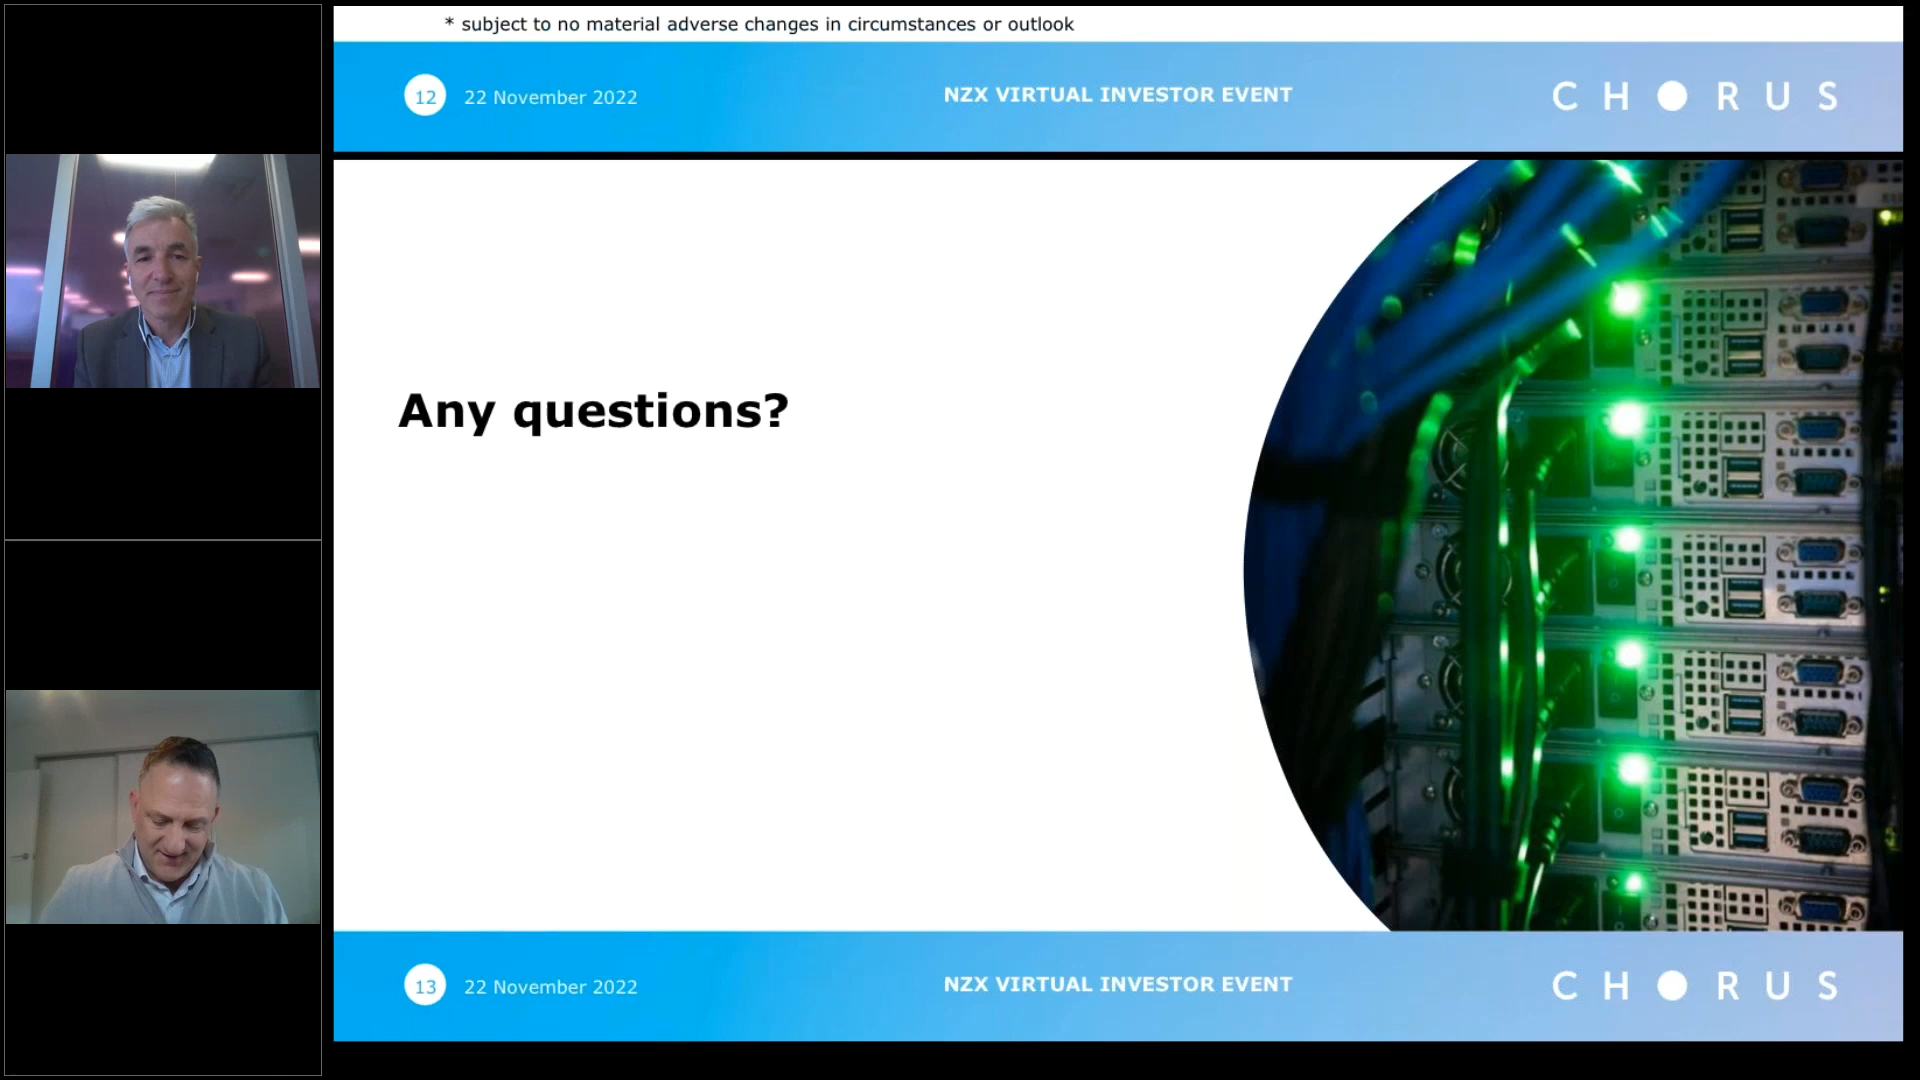 * subject to no material adverse changes in circumstances or outlook
12 22 November 2022 NZX VIRTUAL INVESTOR EVENT CHORUS
Any questions?
13 22 November 2022 NZX VIRTUAL INVESTOR EVENT CHORUS